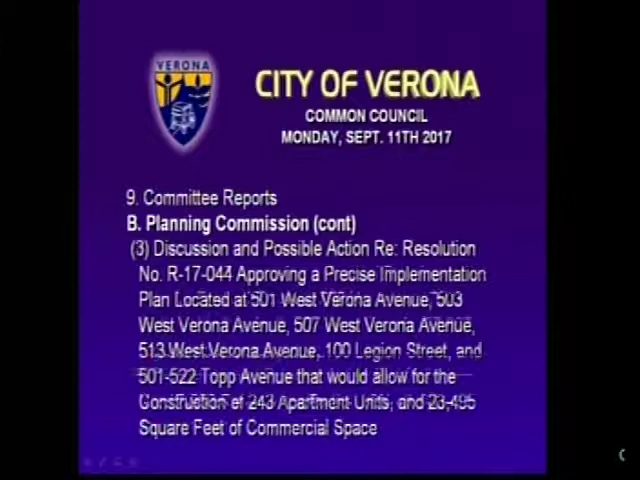 VERONA
CITY OF VERONA
COMMON COUNCIL
MONDAY, SEPT. 11TH 2017
9. Committee Reports
B. Planning Commission (cont)
(3) Discussion and Possible Action Re: Resolution
No. R-17-044 Approving a Precise Implementation
Plan Located at 501 West Verona Avenue, 503
West Verona Avenue, 507 West Verona Avenue,
513 West Verona Avenue, 100 Legion Street, and
501-522 Topp Avenue that would allow for the
Construction of 243 Apartment Units, and 23,495
Square Feet of Commercial Space